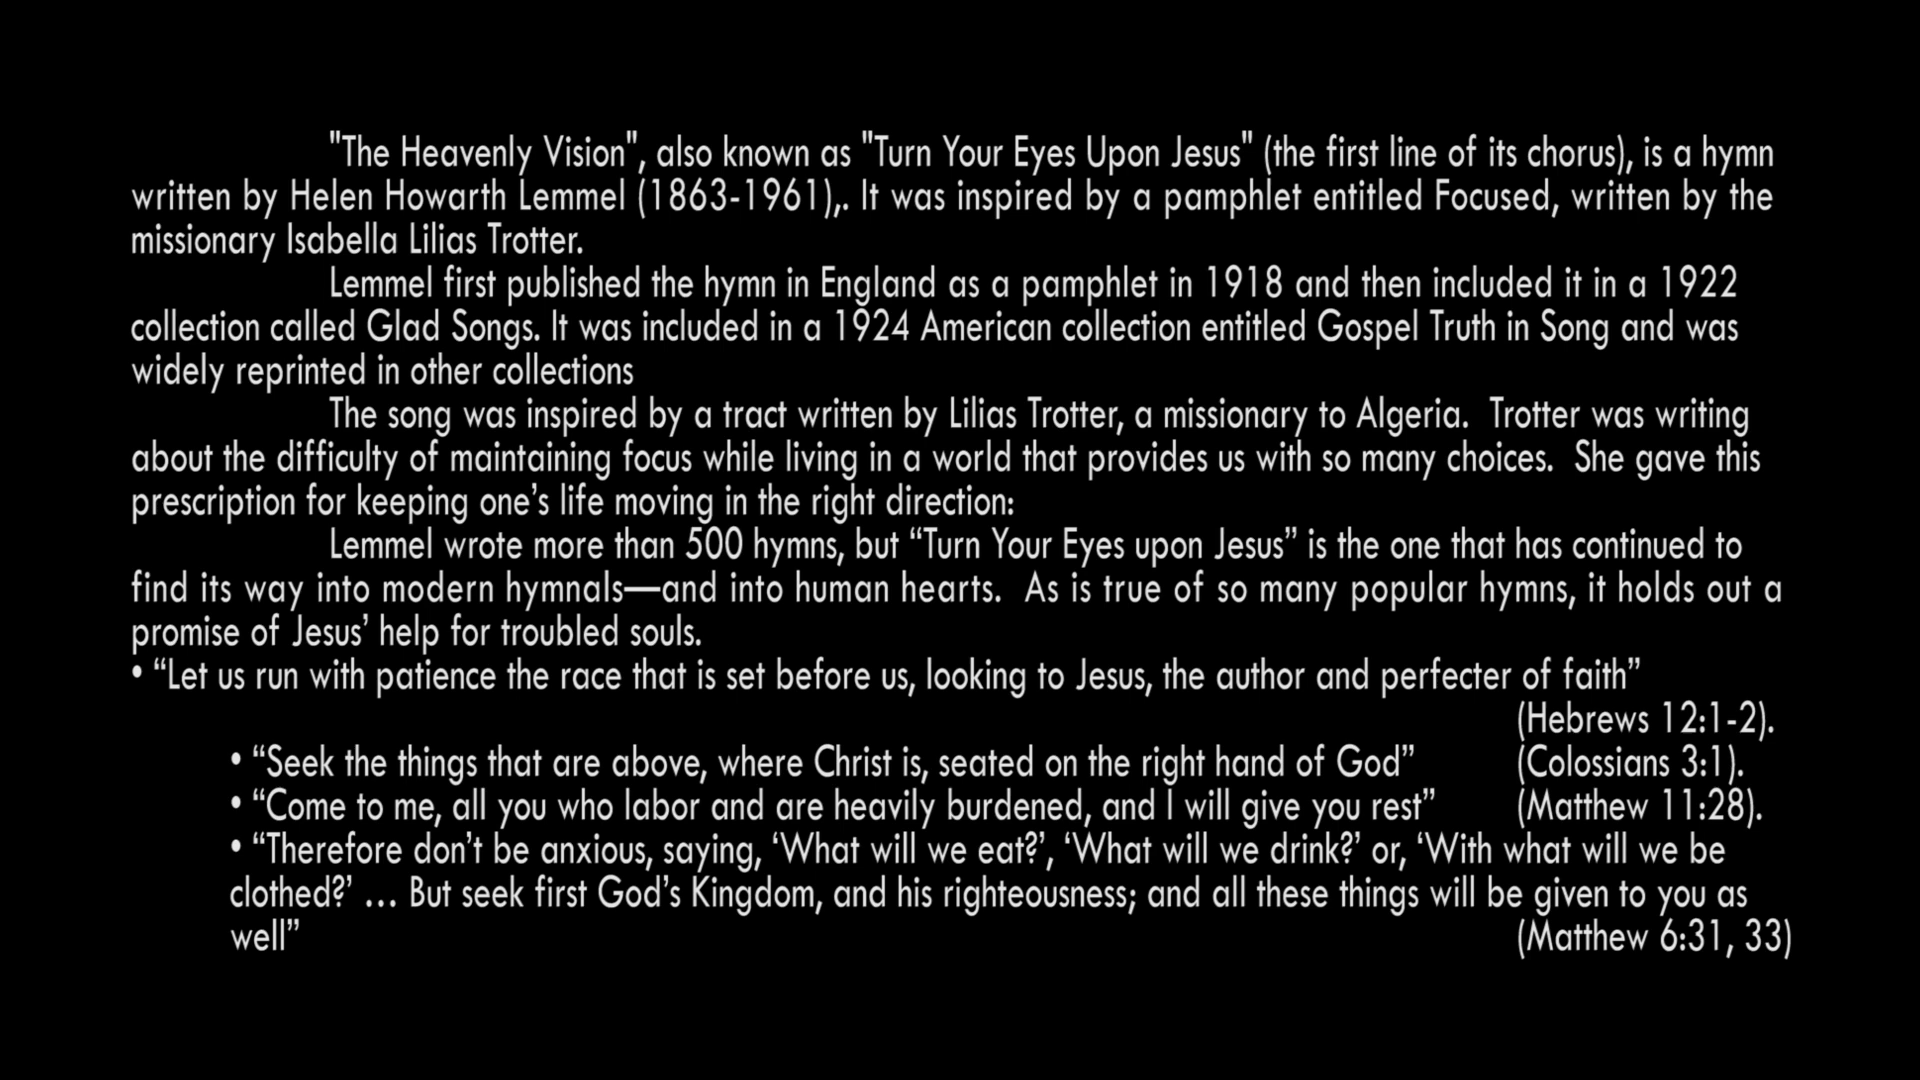 "The Heavenly Vision", also known as "Turn Your Eyes Upon Jesus" (the first line of its chorus), is a hymn
written by Helen Howarth Lemmel (1863-1961),. It was inspired by a pamphlet entitled Focused, written by the
missionary Isabella Lilias Trotter.
Lemmel first published the hymn in England as a pamphlet in 1918 and then included it in a 1922
collection called Glad Songs. It was included in a 1924 American collection entitled Gospel Truth in Song and was
widely reprinted in other collections
The song was inspired by a tract written by Lilias Trotter, a missionary to Algeria.  Trotter was writing
about the difficulty of maintaining focus while living in a world that provides us with so many choices.  She gave this
prescription for keeping one’s life moving in the right direction:
Lemmel wrote more than 500 hymns, but “Turn Your Eyes upon Jesus” is the one that has continued to
find its way into modern hymnals—and into human hearts.  As is true of so many popular hymns, it holds out a
promise of Jesus’ help for troubled souls.
• “Let us run with patience the race that is set before us, looking to Jesus, the author and perfecter of faith”
(Hebrews 12:1-2).
• “Seek the things that are above, where Christ is, seated on the right hand of God” (Colossians 3:1).
• “Come to me, all you who labor and are heavily burdened, and I will give you rest” (Matthew 11:28).
• “Therefore don’t be anxious, saying, ‘What will we eat?’, ‘What will we drink?’ or, ‘With what will we be
clothed?’ … But seek first God’s Kingdom, and his righteousness; and all these things will be given to you as
well” (Matthew 6:31, 33)